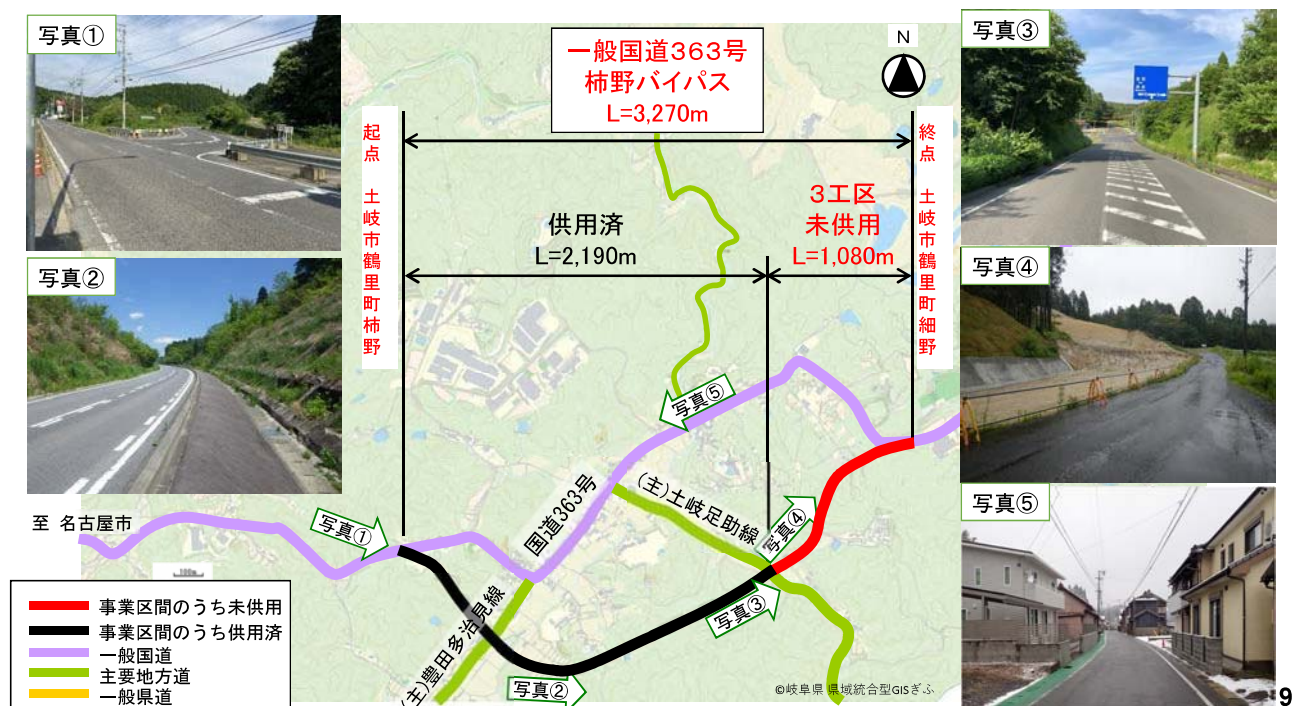 写真①
写真②
一般国道363号
柿野バイパス
L=3,270m
N
起点 土岐市鶴里町柿野
終点 土岐市鶴里町細野
供用済
L=2,190m
3工区
未供用
L=1,080m
写真③
写真④
写真⑤
写真⑤
国道363号
(主)土岐足助線
写真④
写真①
至 名古屋市
写真③
(主)豊田多治見線
写真②
100m
事業区間のうち未供用
事業区間のうち供用済
一般国道
主要地方道
一般県道
©岐阜県 県域統合型GISぎふ
9